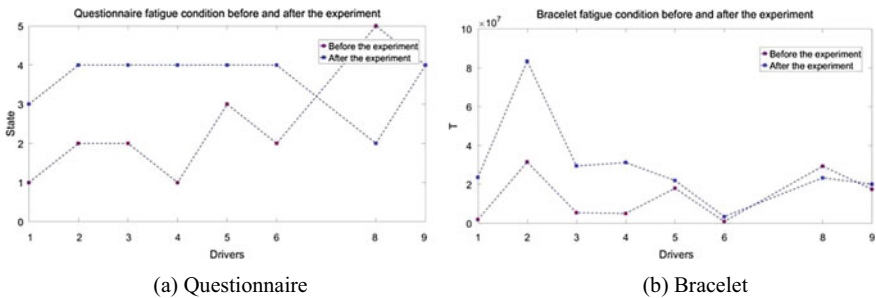 Questionnaire fatigue condition before and after the experiment
5
4
3
2
1
0
State
1 2 3 4 5 6 8 9
Drivers
Before the experiment
After the experiment
(a) Questionnaire
Bracelet fatigue condition before and after the experiment
×10⁷
10
8
6
4
2
0
T
1 2 3 4 5 6 8 9
Drivers
Before the experiment
After the experiment
(b) Bracelet